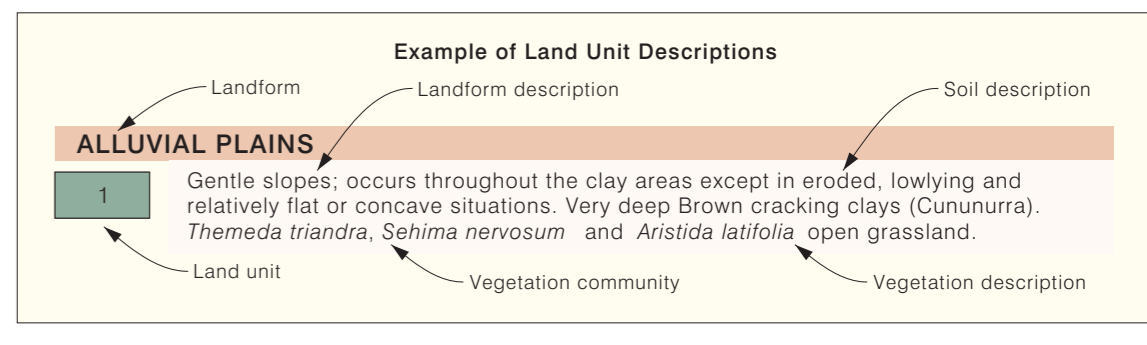 Example of Land Unit Descriptions
Landform
Landform description
Soil description
ALLUVIAL PLAINS
1
Gentle slopes; occurs throughout the clay areas except in eroded, lowlying and
relatively flat or concave situations. Very deep Brown cracking clays (Cununurra).
Themeda triandra, Sehima nervosum and Aristida latifolia open grassland.
Land unit
Vegetation community
Vegetation description